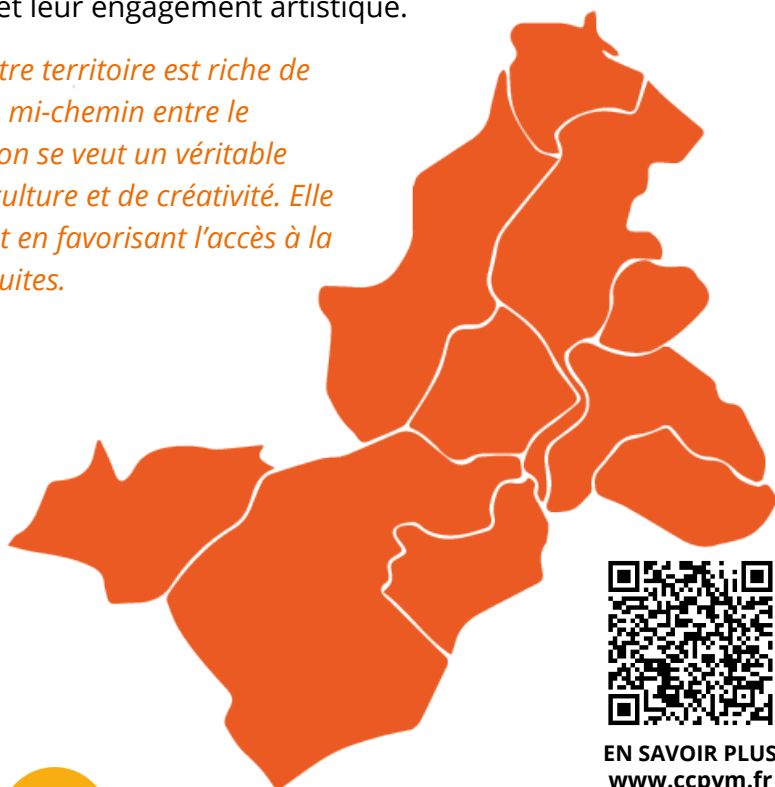 et leur engagement artistique.
tre territoire est riche de
mi-chemin entre le
on se veut un véritable
culture et de créativité. Elle
t en favorisant l’accès à la
uites.
EN SAVOIR PLUS
www.ccpvm.fr